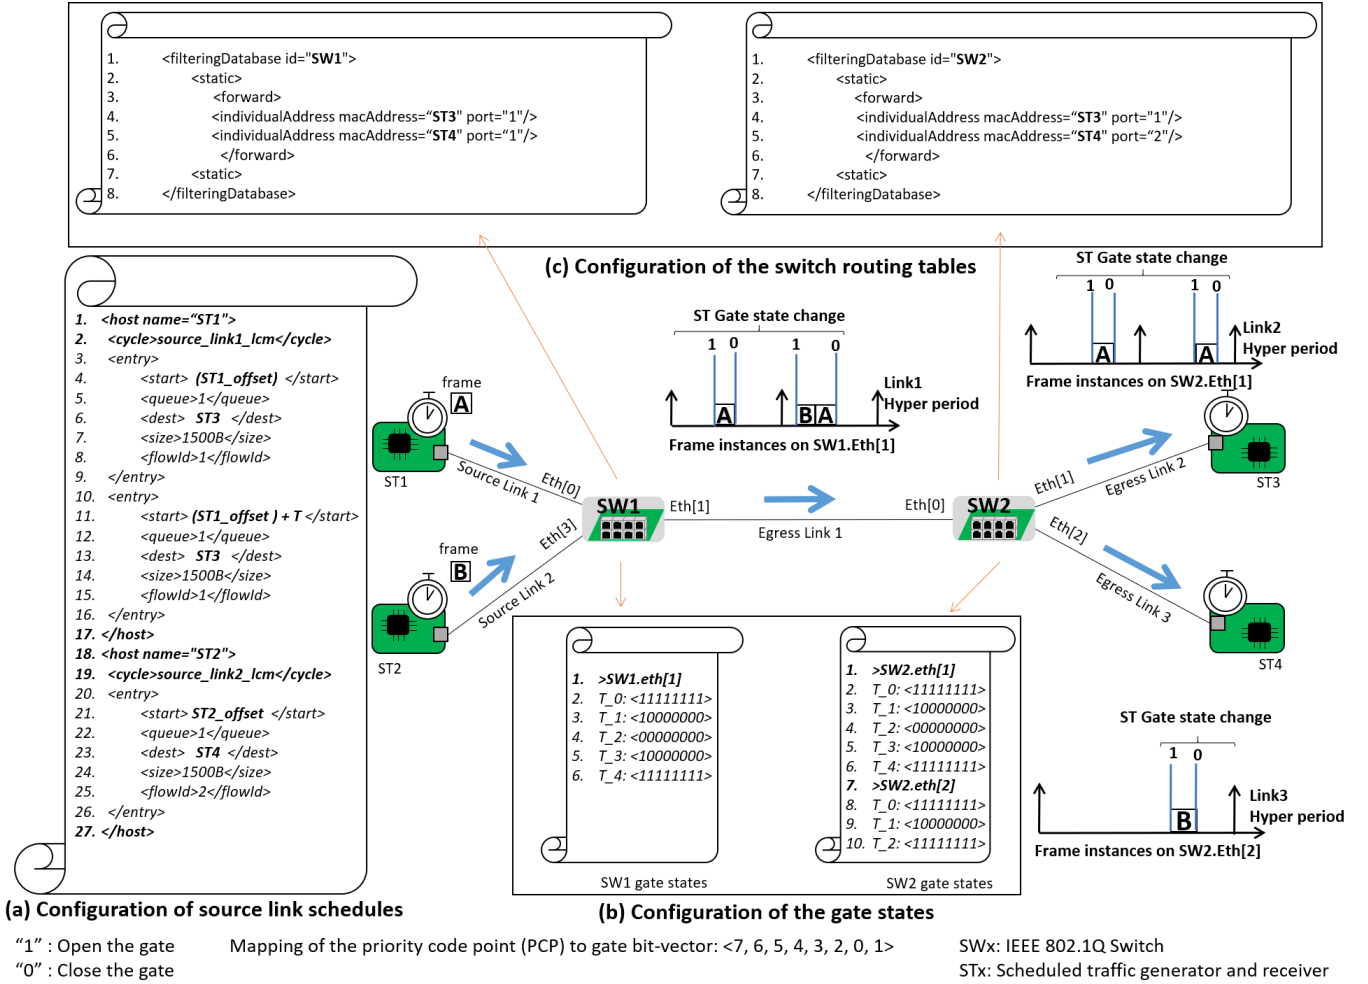 1. <filteringDatabase id="SW1">
2. <static>
3. <forward>
4. <individualAddress macAddress=“ST3" port="1"/>
5. <individualAddress macAddress=“ST4" port=“1"/>
6. </forward>
7. <static>
8. </filteringDatabase>
1. <filteringDatabase id="SW2">
2. <static>
3. <forward>
4. <individualAddress macAddress=“ST3" port="1"/>
5. <individualAddress macAddress=“ST4" port=“2"/>
6. </forward>
7. <static>
8. </filteringDatabase>
(c) Configuration of the switch routing tables
1. <host name=“ST1">
2. <cycle>source_link1_lcm</cycle>
3. <entry>
4. <start> (ST1_offset) </start>
5. <queue>1</queue>
6. <dest> ST3 </dest>
7. <size>1500B</size>
8. <flowId>1</flowId>
9. </entry>
10. <entry>
11. <start> (ST1_offset ) + T </start>
12. <queue>1</queue>
13. <dest> ST3 </dest>
14. <size>1500B</size>
15. <flowId>1</flowId>
16. </entry>
17. </host>
18. <host name="ST2">
19. <cycle>source_link2_lcm</cycle>
20. <entry>
21. <start> ST2_offset </start>
22. <queue>1</queue>
23. <dest> ST4 </dest>
24. <size>1500B</size>
25. <flowId>2</flowId>
26. </entry>
27. </host>
(a) Configuration of source link schedules
frame
A
ST1
Source Link 1
Eth[0]
frame
B
ST2
Source Link 2
Eth[3]
SW1
Eth[1]
Egress Link 1
Eth[0]
SW2
Eth[1]
Egress Link 2
ST3
Eth[2]
Egress Link 3
ST4
ST Gate state change
1 0 1 0
A B A
Link1
Hyper period
Frame instances on SW1.Eth[1]
ST Gate state change
1 0 1 0
A A
Link2
Hyper period
Frame instances on SW2.Eth[1]
ST Gate state change
1 0
B
Link3
Hyper period
Frame instances on SW2.Eth[2]
1. >SW1.eth[1]
2. T_0: <11111111>
3. T_1: <10000000>
4. T_2: <00000000>
5. T_3: <10000000>
6. T_4: <11111111>
SW1 gate states
1. >SW2.eth[1]
2. T_0: <11111111>
3. T_1: <10000000>
4. T_2: <00000000>
5. T_3: <10000000>
6. T_4: <11111111>
7. >SW2.eth[2]
8. T_0: <11111111>
9. T_1: <10000000>
10. T_2: <11111111>
SW2 gate states
(b) Configuration of the gate states
“1” : Open the gate
“0” : Close the gate
Mapping of the priority code point (PCP) to gate bit-vector: <7, 6, 5, 4, 3, 2, 0, 1>
SWx: IEEE 802.1Q Switch
STx: Scheduled traffic generator and receiver